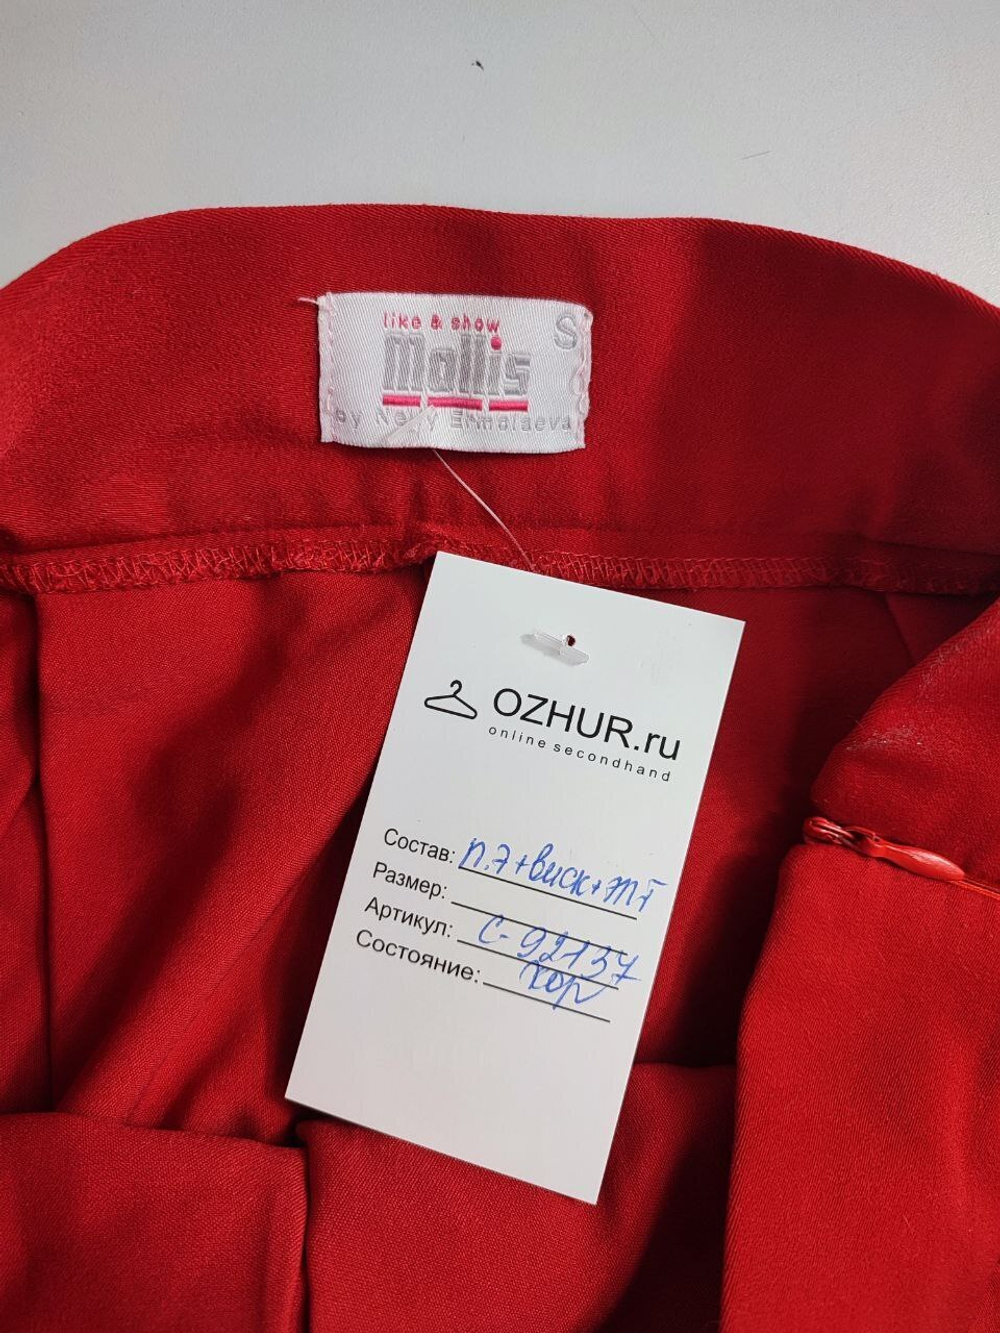 like & show
Mollis
S
by Nelly Ermolaeva
OZHUR.ru
online secondhand
Состав: п.э+виск+эл
Размер:
Артикул: С-92137
Состояние: Хор